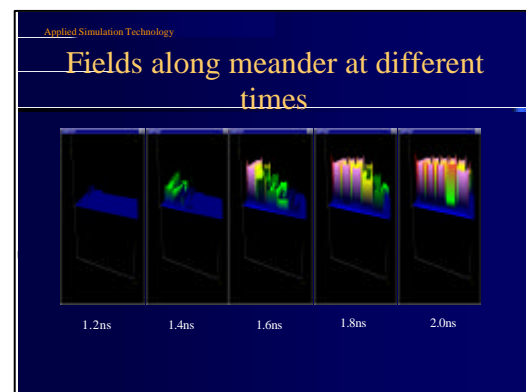 Applied Simulation Technology
Fields along meander at different
times
1.2ns
1.4ns
1.6ns
1.8ns
2.0ns